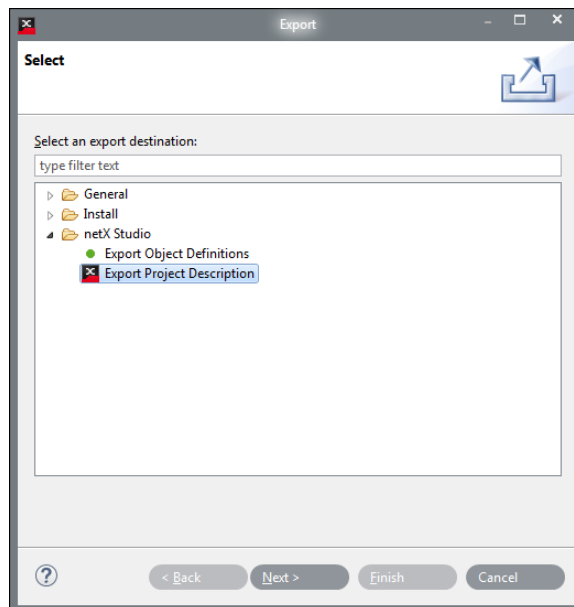 Export
Select
Select an export destination:
type filter text
General
Install
netX Studio
Export Object Definitions
Export Project Description
?
< Back
Next >
Finish
Cancel